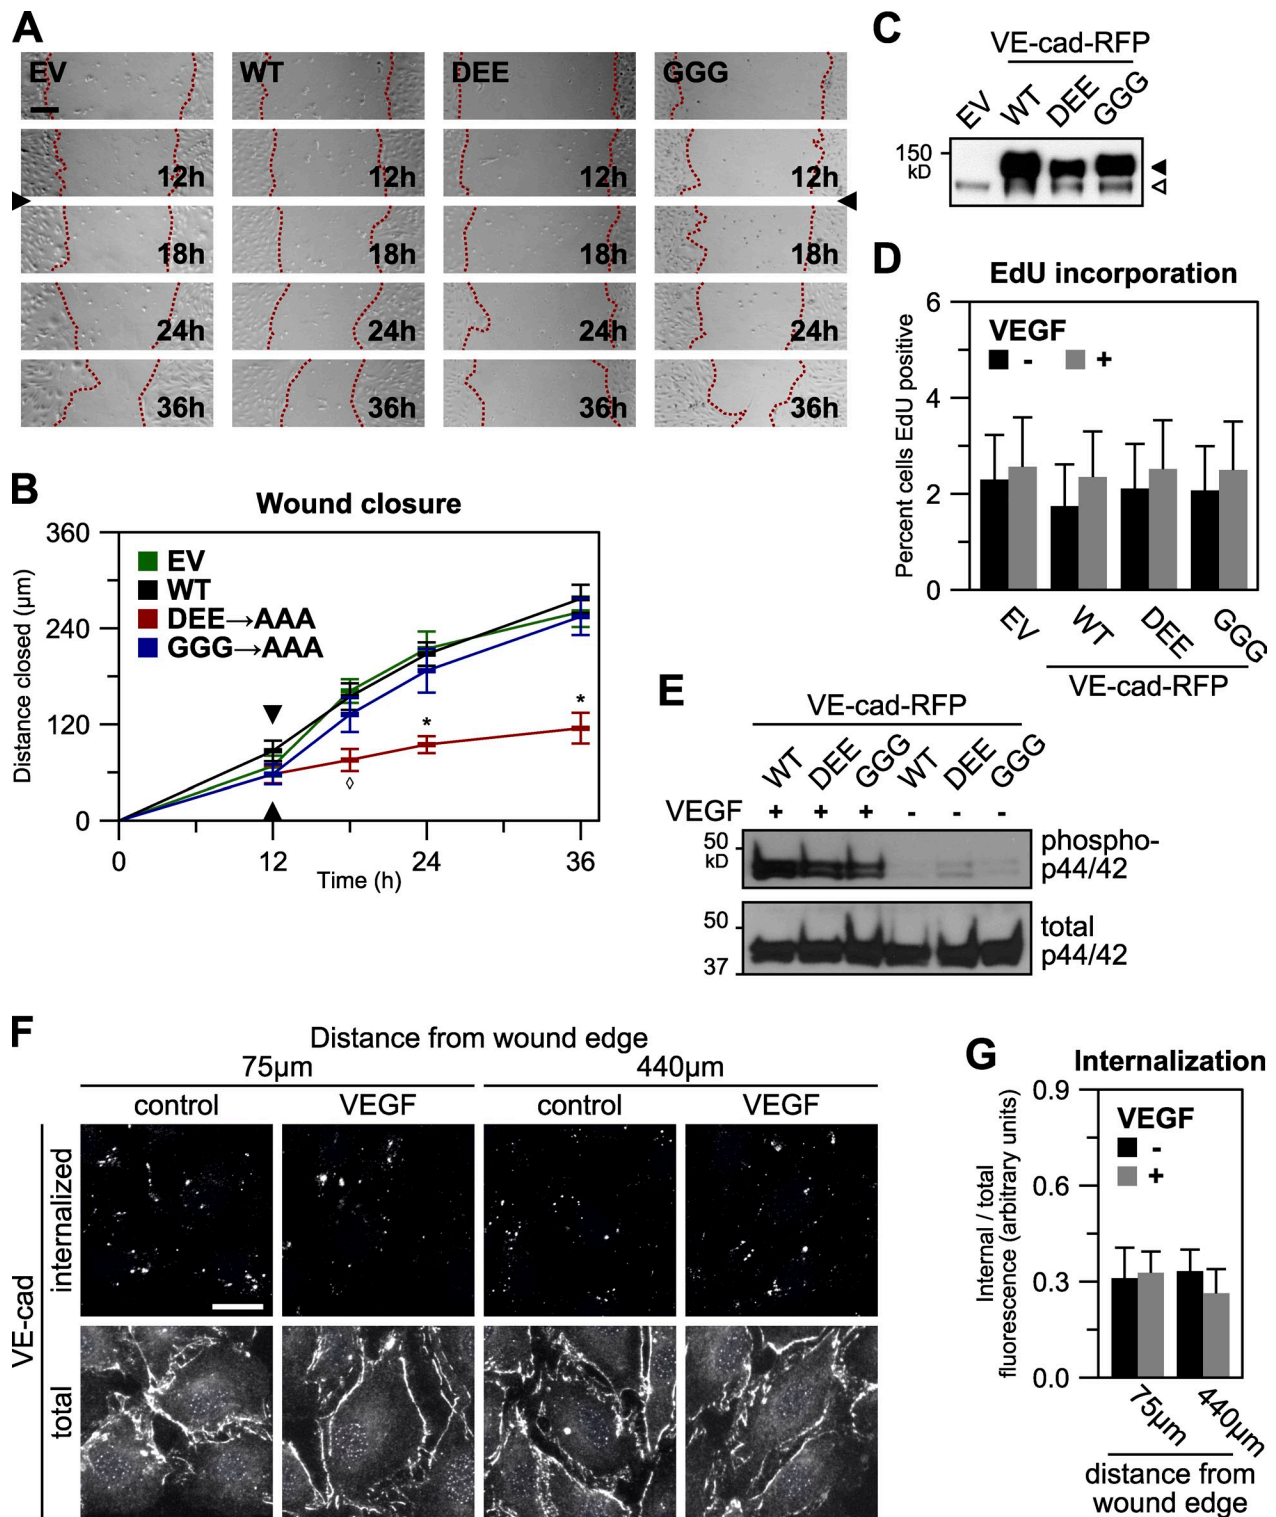 A
EV
WT
DEE
GGG
12h
12h
12h
12h
18h
18h
18h
18h
24h
24h
24h
24h
36h
36h
36h
36h
B
Wound closure
360
240
120
0
Distance closed (µm)
EV
WT
DEE→AAA
GGG→AAA
*
*
◊
0
12
24
36
Time (h)
C
VE-cad-RFP
EV
WT
DEE
GGG
150
kD
D
EdU incorporation
6
4
2
0
Percent cells EdU positive
VEGF
- +
EV
WT
DEE
GGG
VE-cad-RFP
E
VE-cad-RFP
WT
DEE
GGG
WT
DEE
GGG
VEGF + + + - - -
50
kD
phospho-
p44/42
50
37
total
p44/42
F
Distance from wound edge
75µm
440µm
control
VEGF
control
VEGF
VE-cad
internalized
total
G
Internalization
0.9
0.6
0.3
0.0
Internal / total
fluorescence (arbitrary units)
VEGF
-
+
75µm
440µm
distance from
wound edge